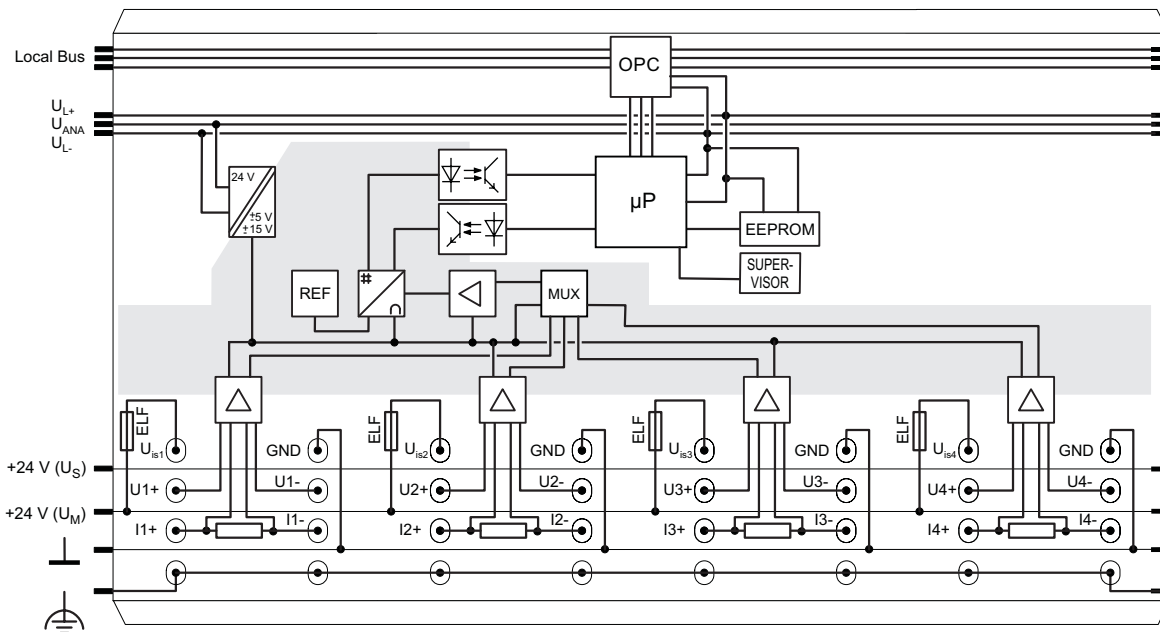 Local Bus
OPC
U_L+
U_ANA
U_L-
24 V
±5 V
±15 V
µP
EEPROM
SUPER-
VISOR
REF
#
∩
MUX
ELF
ELF
ELF
ELF
U_is1
GND
U_is2
GND
U_is3
GND
U_is4
GND
+24 V (U_S)
U1+
U1-
U2+
U2-
U3+
U3-
U4+
U4-
+24 V (U_M)
I1+
I1-
I2+
I2-
I3+
I3-
I4+
I4-